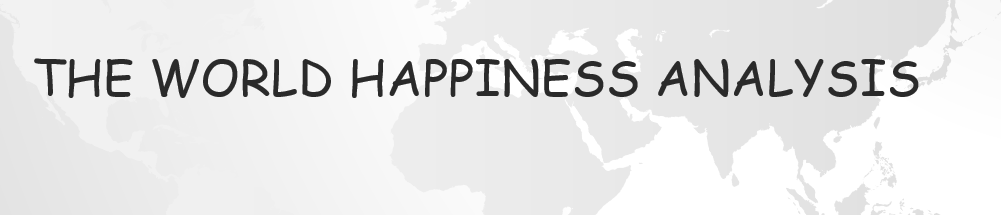 THE WORLD HAPPINESS ANALYSIS